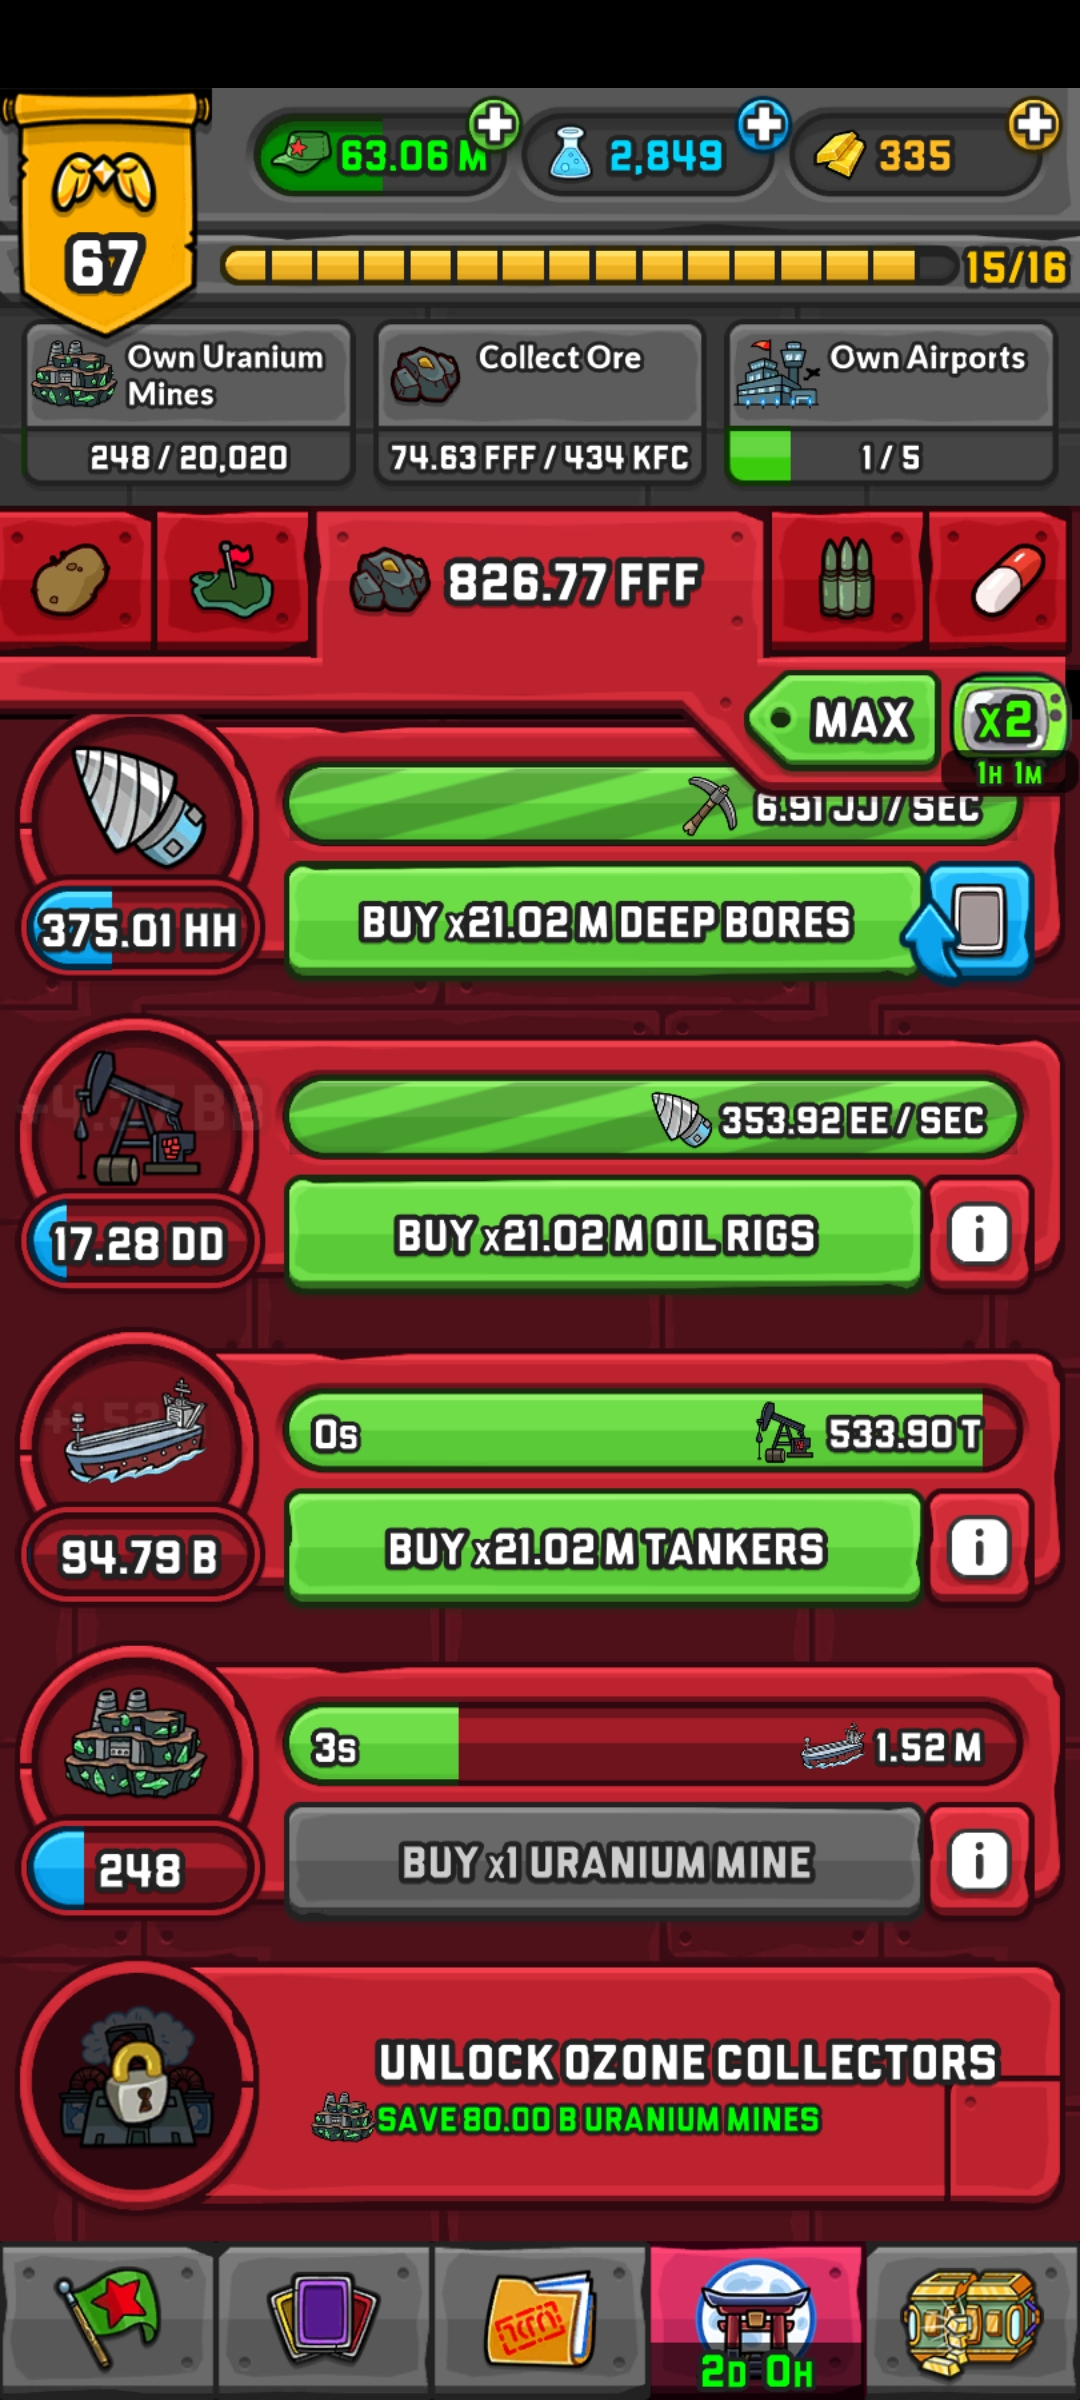 63.06 M
2,849
335
67
15/16
Own Uranium
Mines
248 / 20,020
Collect Ore
74.63 FFF / 434 KFC
Own Airports
1 / 5
826.77 FFF
MAX
x2
1H 1M
6.91 JJ / SEC
375.01 HH
BUY x21.02 M DEEP BORES
353.92 EE / SEC
17.28 DD
BUY x21.02 M OIL RIGS
0s
533.90 T
94.79 B
BUY x21.02 M TANKERS
3s
1.52 M
248
BUY x1 URANIUM MINE
UNLOCK OZONE COLLECTORS
SAVE 80.00 B URANIUM MINES
2D 0H